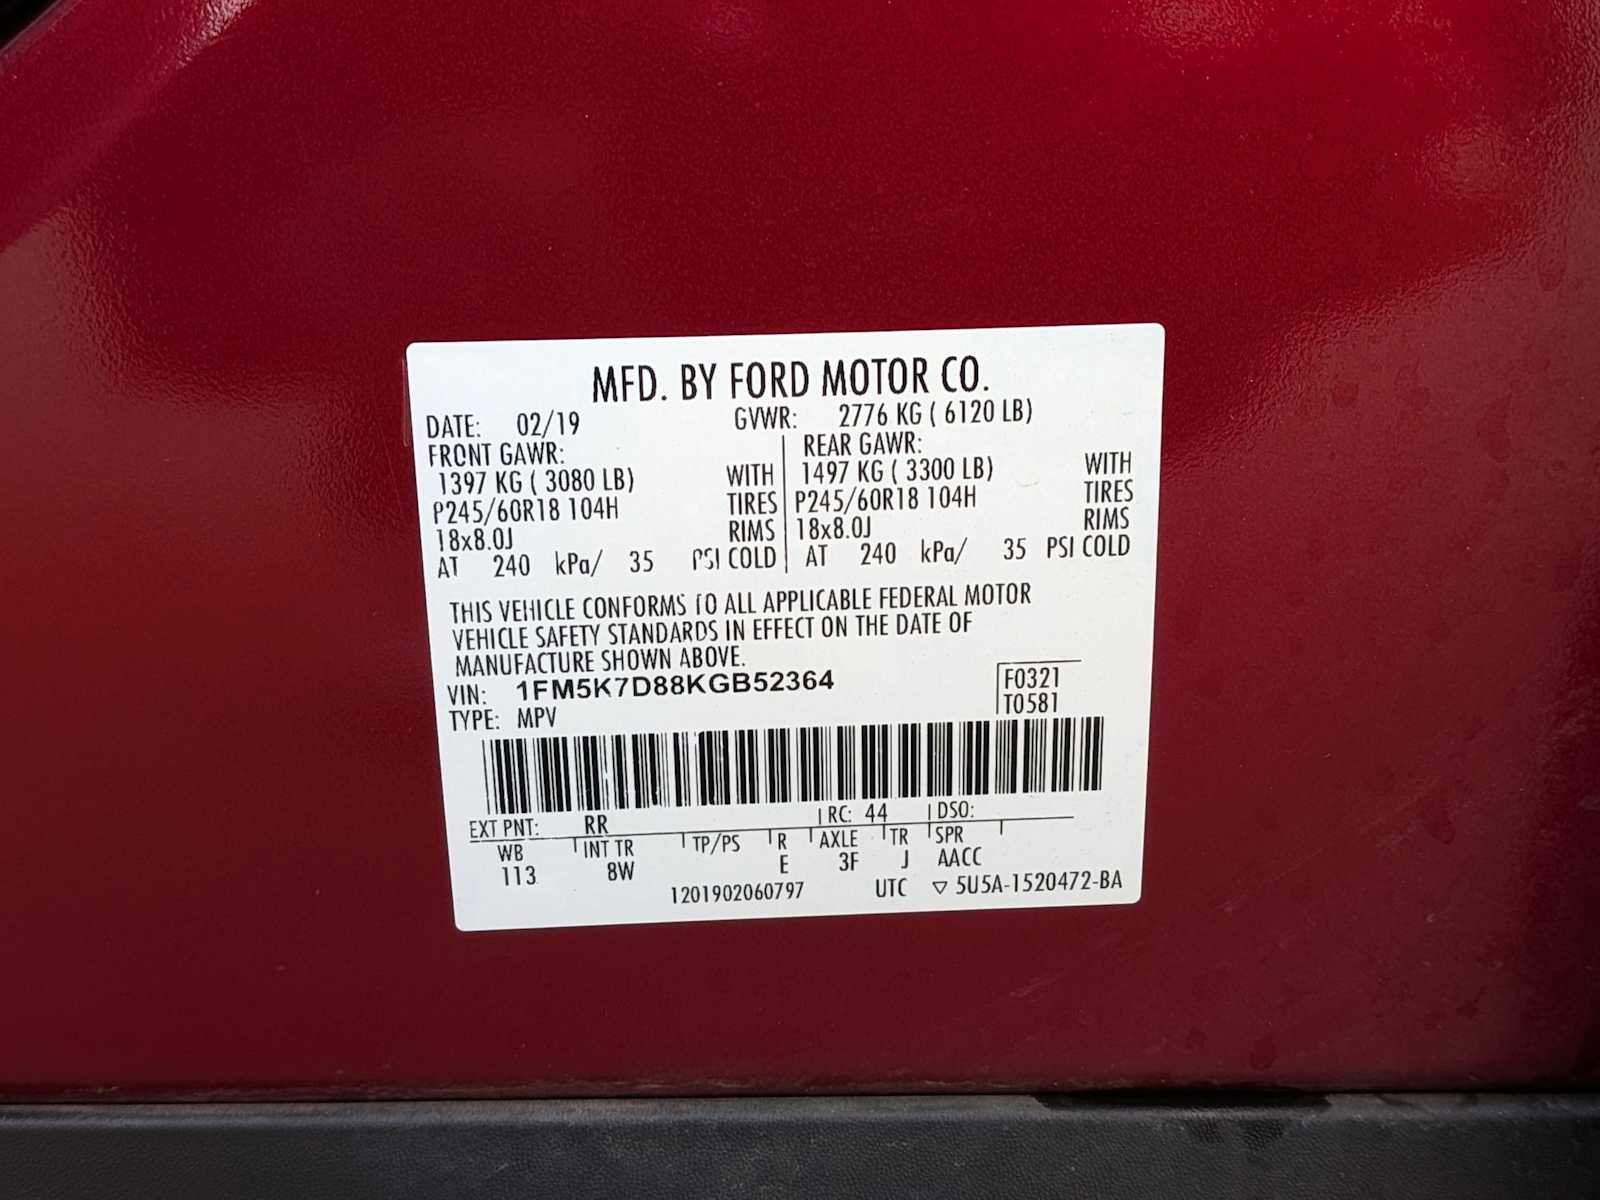 MFD. BY FORD MOTOR CO.
DATE: 02/19 GVWR: 2776 KG ( 6120 LB)
FRONT GAWR: REAR GAWR:
1397 KG ( 3080 LB) WITH 1497 KG ( 3300 LB) WITH
P245/60R18 104H TIRES P245/60R18 104H TIRES
18x8.0J RIMS 18x8.0J RIMS
AT 240 kPa/ 35 PSI COLD AT 240 kPa/ 35 PSI COLD
THIS VEHICLE CONFORMS TO ALL APPLICABLE FEDERAL MOTOR
VEHICLE SAFETY STANDARDS IN EFFECT ON THE DATE OF
MANUFACTURE SHOWN ABOVE.
VIN: 1FM5K7D88KGB52364 F0321
TYPE: MPV T0581
EXT PNT: RR RC: 44 DSO:
WB INT TR TP/PS R AXLE TR SPR
113 8W E 3F J AACC
1201902060797 UTC ▽ 5U5A-1520472-BA